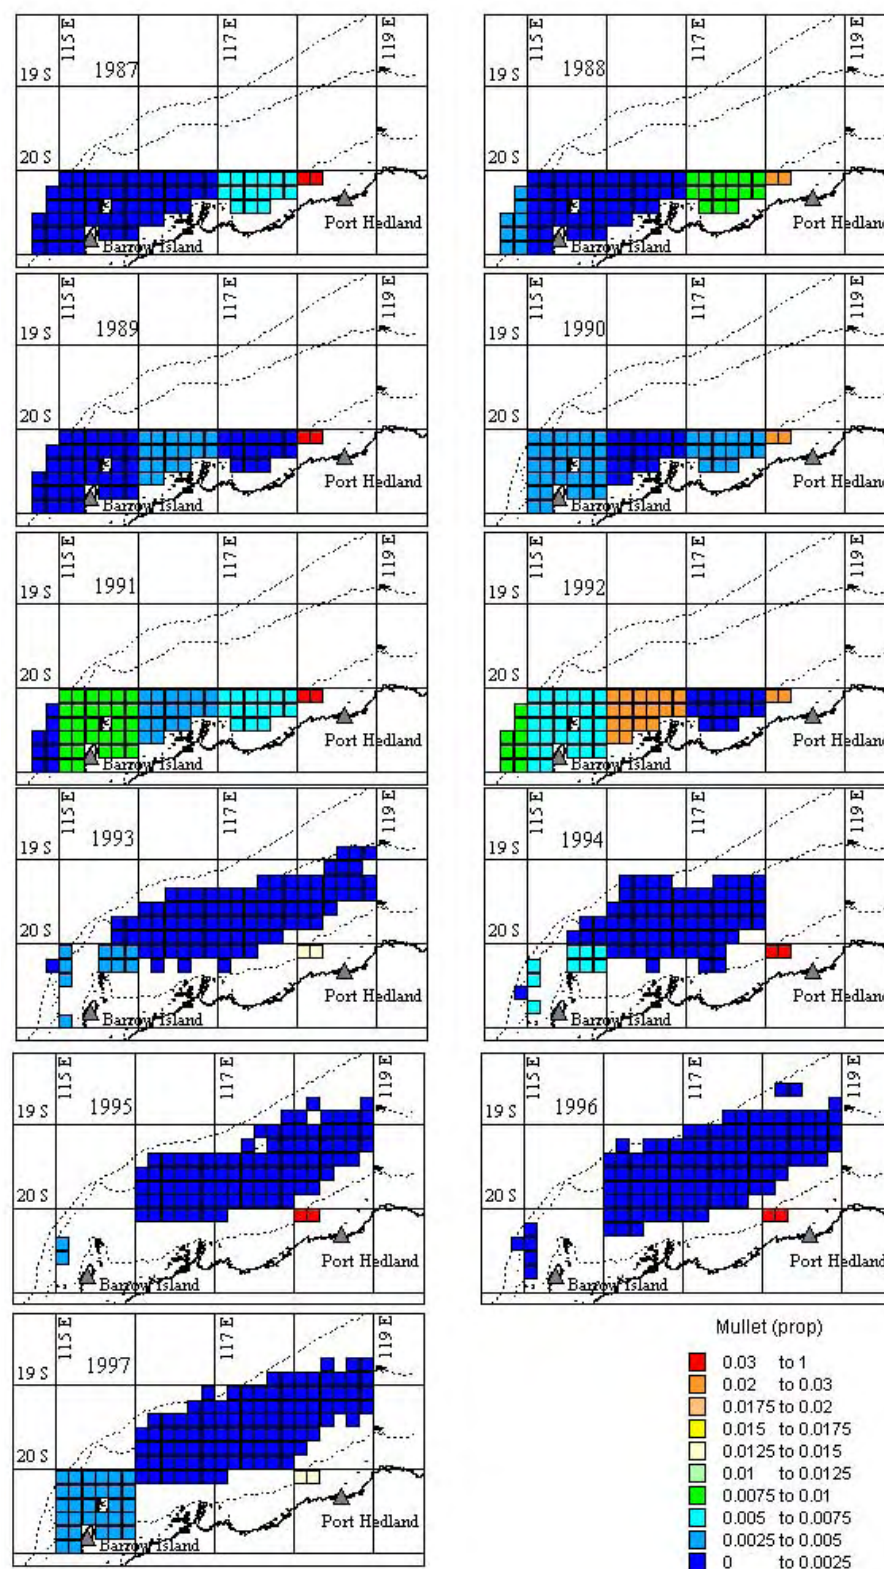 115 E
117 E
119 E
19 S
1987
20 S
Port Hedland
Barrow Island
115 E
117 E
119 E
19 S
1988
20 S
Port Hedland
Barrow Island
115 E
117 E
119 E
19 S
1989
20 S
Port Hedland
Barrow Island
115 E
117 E
119 E
19 S
1990
20 S
Port Hedland
Barrow Island
115 E
117 E
119 E
19 S
1991
20 S
Port Hedland
Barrow Island
115 E
117 E
119 E
19 S
1992
20 S
Port Hedland
Barrow Island
115 E
117 E
119 E
19 S
1993
20 S
Port Hedland
Barrow Island
115 E
117 E
119 E
19 S
1994
20 S
Port Hedland
Barrow Island
115 E
117 E
119 E
19 S
1995
20 S
Port Hedland
Barrow Island
115 E
117 E
119 E
19 S
1996
20 S
Port Hedland
Barrow Island
115 E
117 E
119 E
19 S
1997
20 S
Port Hedland
Barrow Island
Mullet (prop)
0.03 to 1
0.02 to 0.03
0.0175 to 0.02
0.015 to 0.0175
0.0125 to 0.015
0.01 to 0.0125
0.0075 to 0.01
0.005 to 0.0075
0.0025 to 0.005
0 to 0.0025